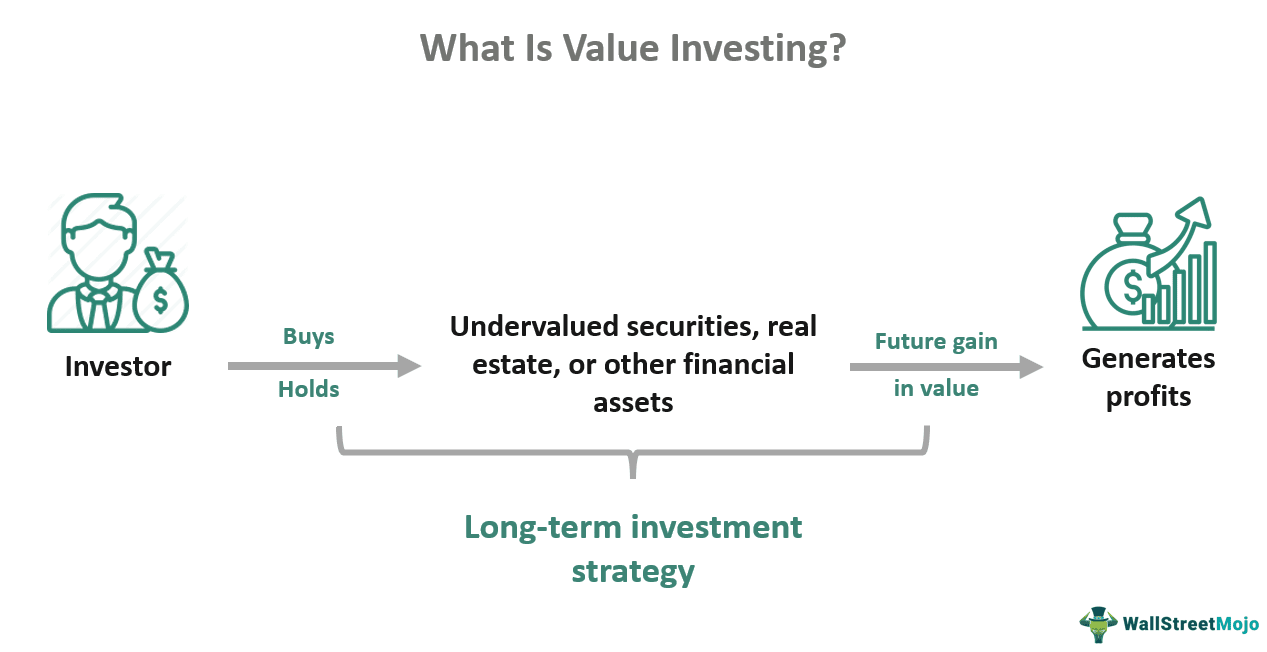 What Is Value Investing?
Investor
Buys
Holds
Undervalued securities, real
estate, or other financial
assets
Future gain
in value
$
$
Generates
profits
Long-term investment
strategy
WallStreetMojo